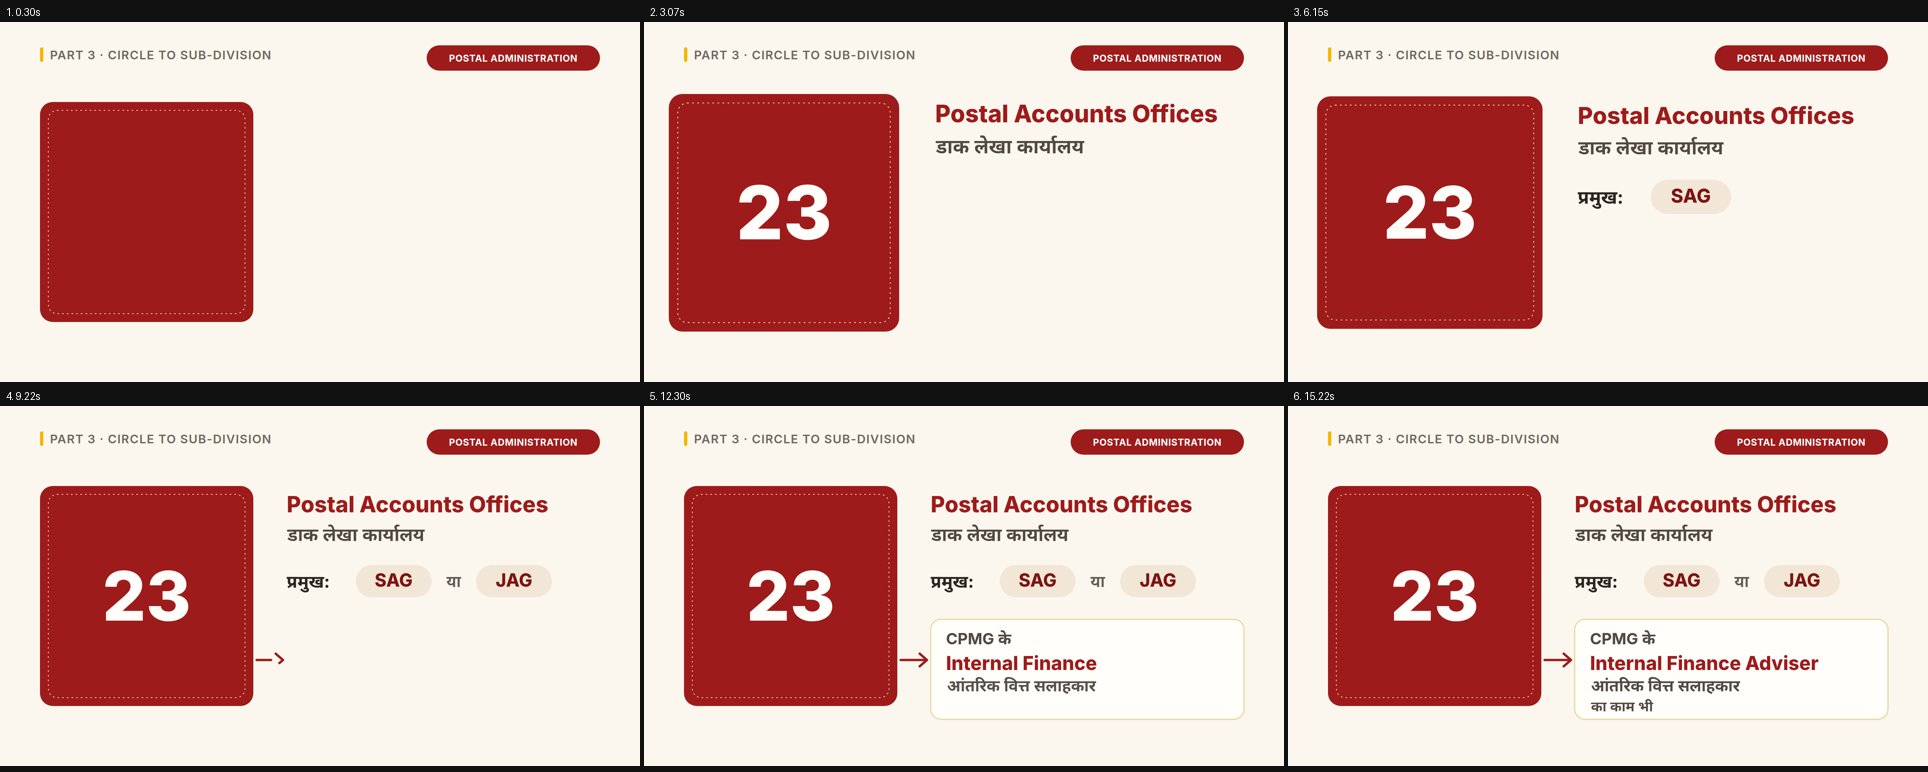 1. 0.30s
PART 3 · CIRCLE TO SUB-DIVISION
POSTAL ADMINISTRATION
2. 3.07s
PART 3 · CIRCLE TO SUB-DIVISION
POSTAL ADMINISTRATION
23
Postal Accounts Offices
डाक लेखा कार्यालय
3. 6.15s
PART 3 · CIRCLE TO SUB-DIVISION
POSTAL ADMINISTRATION
23
Postal Accounts Offices
डाक लेखा कार्यालय
प्रमुख: SAG
4. 9.22s
PART 3 · CIRCLE TO SUB-DIVISION
POSTAL ADMINISTRATION
23
Postal Accounts Offices
डाक लेखा कार्यालय
प्रमुख: SAG या JAG
5. 12.30s
PART 3 · CIRCLE TO SUB-DIVISION
POSTAL ADMINISTRATION
23
Postal Accounts Offices
डाक लेखा कार्यालय
प्रमुख: SAG या JAG
CPMG के
Internal Finance
आंतरिक वित्त सलाहकार
6. 15.22s
PART 3 · CIRCLE TO SUB-DIVISION
POSTAL ADMINISTRATION
23
Postal Accounts Offices
डाक लेखा कार्यालय
प्रमुख: SAG या JAG
CPMG के
Internal Finance Adviser
आंतरिक वित्त सलाहकार
का काम भी